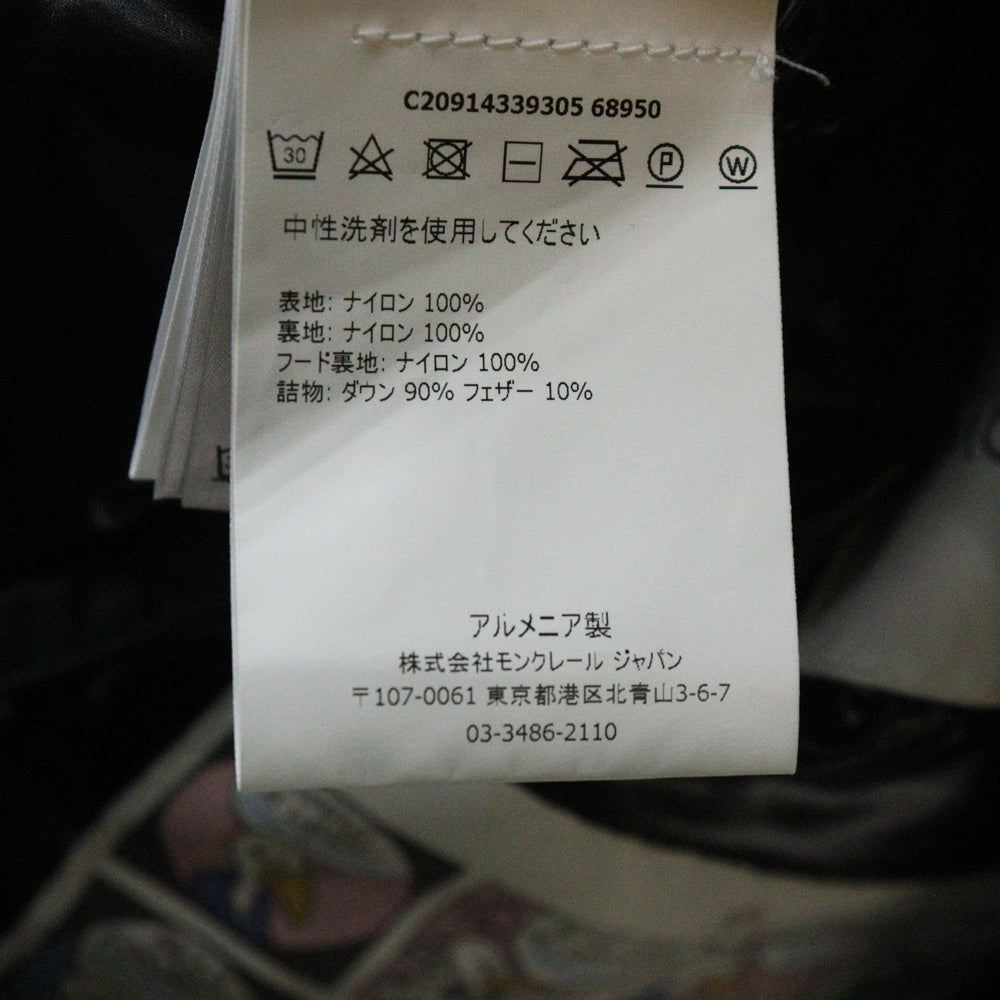 C20914339305 68950
30 P W
中性洗剤を使用してください
表地: ナイロン 100%
裏地: ナイロン 100%
フード裏地: ナイロン 100%
詰物: ダウン 90% フェザー 10%
アルメニア製
株式会社モンクレール ジャパン
〒107-0061 東京都港区北青山3-6-7
03-3486-2110